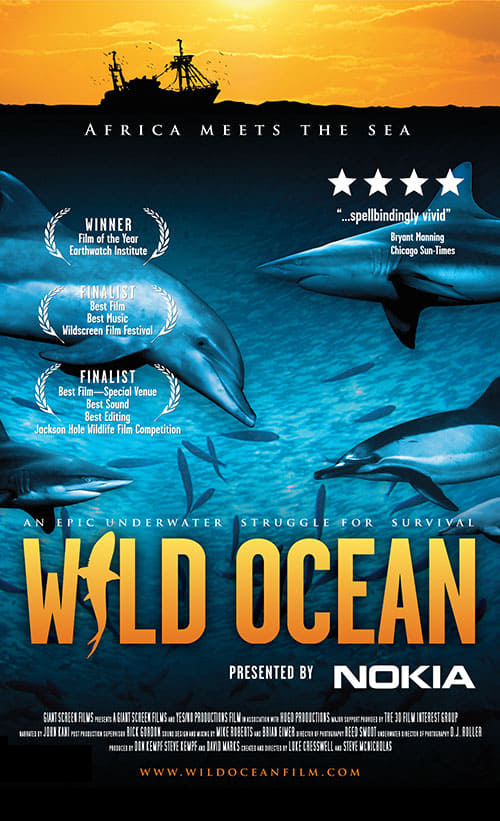 AFRICA MEETS THE SEA
"...spellbindingly vivid"
Bryant Manning
Chicago Sun-Times
WINNER
Film of the Year
Earthwatch Institute
FINALIST
Best Film
Best Music
Wildscreen Film Festival
FINALIST
Best Film—Special Venue
Best Sound
Best Editing
Jackson Hole Wildlife Film Competition
AN EPIC UNDERWATER STRUGGLE FOR SURVIVAL
WILD OCEAN
PRESENTED BY NOKIA
GIANT SCREEN FILMS PRESENTS A GIANT SCREEN FILMS AND YES/NO PRODUCTIONS FILM IN ASSOCIATION WITH HUGO PRODUCTIONS MAJOR SUPPORT PROVIDED BY THE 3D FILM INTEREST GROUP
NARRATED BY JOHN KANI POST PRODUCTION SUPERVISOR RICK GORDON SOUND DESIGN AND MIXING BY MIKE ROBERTS AND BRIAN EIMER DIRECTOR OF PHOTOGRAPHY REED SMOOT UNDERWATER DIRECTOR OF PHOTOGRAPHY D.J. ROLLER
PRODUCED BY DON KEMPF STEVE KEMPF AND DAVID MARKS CREATED AND DIRECTED BY LUKE CRESSWELL AND STEVE MCNICHOLAS
WWW.WILDOCEANFILM.COM